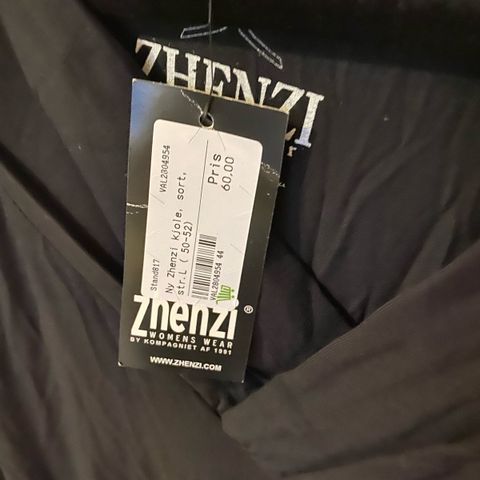 ZHENZI
Stand817
VAL2804954
Ny Zhenzi kjole, sort,
str.L ( 50-52)
Pris
60,00
VAL2804954 44
Zhenzi®
WOMENS WEAR
BY KOMPAGNIET AF 1991
WWW.ZHENZI.COM